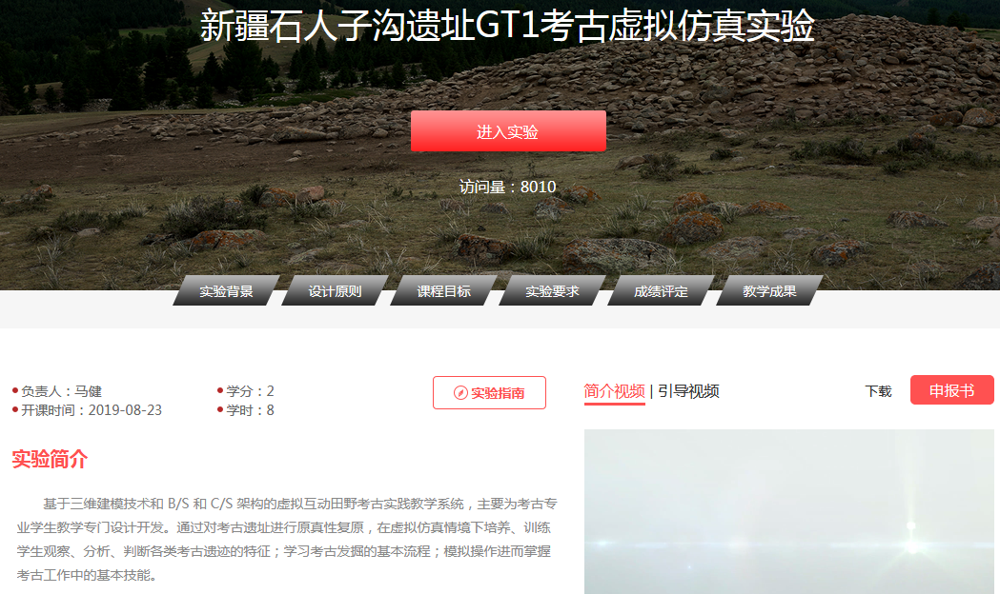 新疆石人子沟遗址GT1考古虚拟仿真实验
进入实验
访问量：8010
实验背景
设计原则
课程目标
实验要求
成绩评定
教学成果
负责人：马健
学分：2
开课时间：2019-08-23
学时：8
实验指南
简介视频 | 引导视频
下载
申报书
实验简介
基于三维建模技术和 B/S 和 C/S 架构的虚拟互动田野考古实践教学系统，主要为考古专
业学生教学专门设计开发。通过对考古遗址进行原真性复原，在虚拟仿真情境下培养、训练
学生观察、分析、判断各类考古遗迹的特征；学习考古发掘的基本流程；模拟操作进而掌握
考古工作中的基本技能。